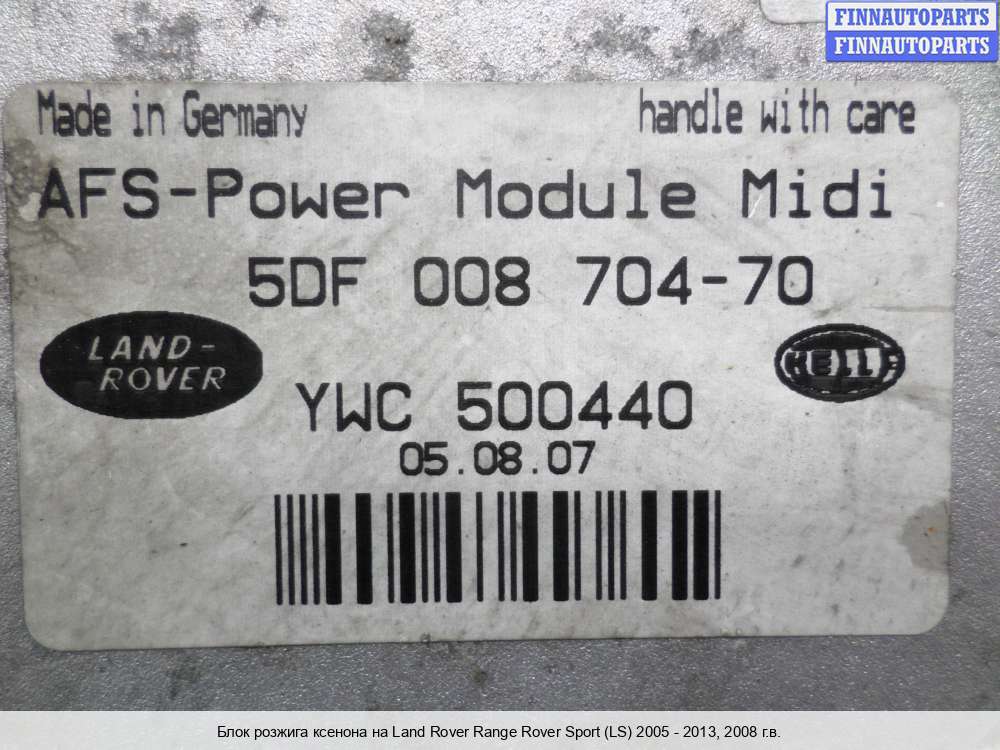 FINNAUTOPARTS
FINNAUTOPARTS
Made in Germany handle with care
AFS-Power Module Midi
5DF 008 704-70
LAND-
ROVER
HELLA
YWC 500440
05.08.07
Блок розжига ксенона на Land Rover Range Rover Sport (LS) 2005 - 2013, 2008 г.в.